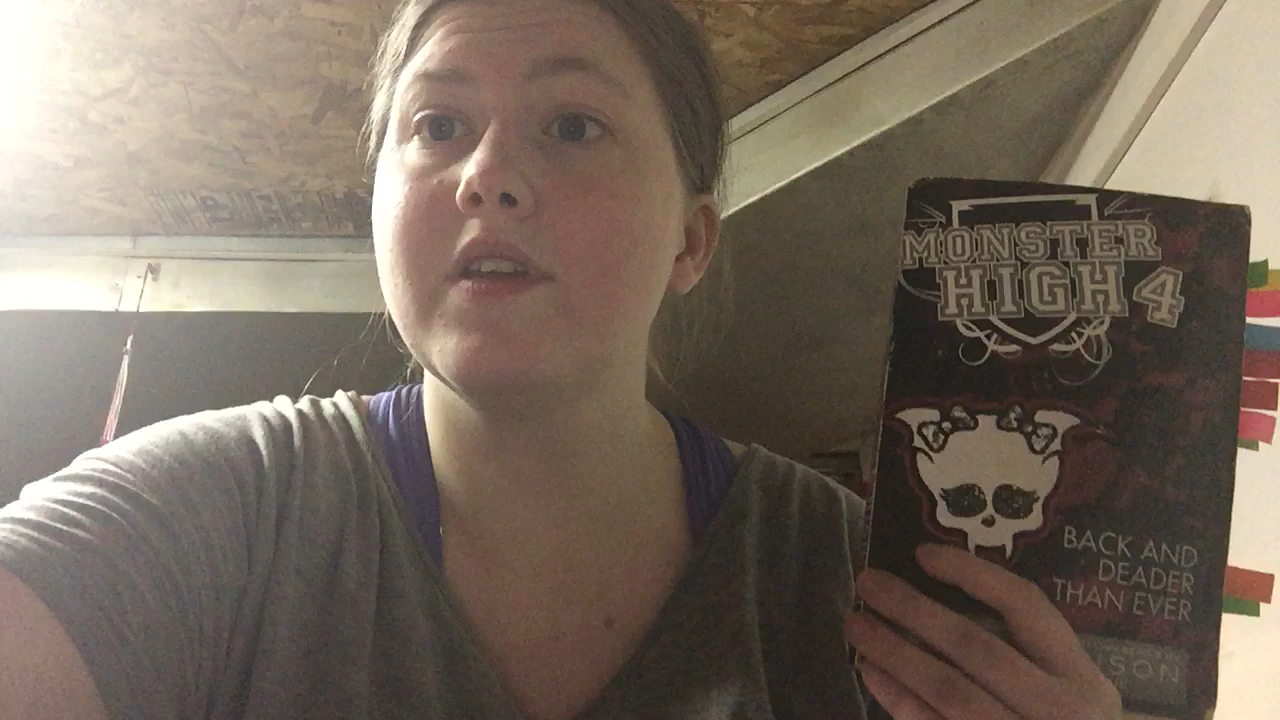 MONSTER
HIGH 4
BACK AND
DEADER
THAN EVER